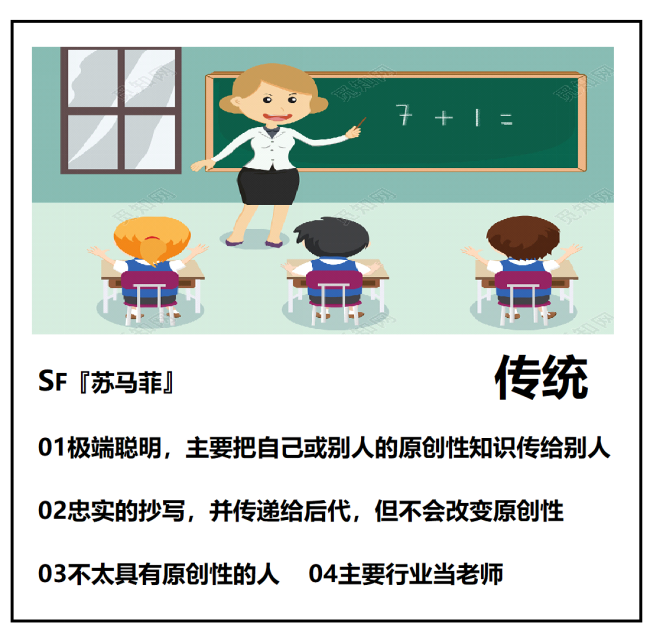 7 + 1 =
SF『苏马菲』
传统
01极端聪明，主要把自己或别人的原创性知识传给别人
02忠实的抄写，并传递给后代，但不会改变原创性
03不太具有原创性的人 04主要行业当老师